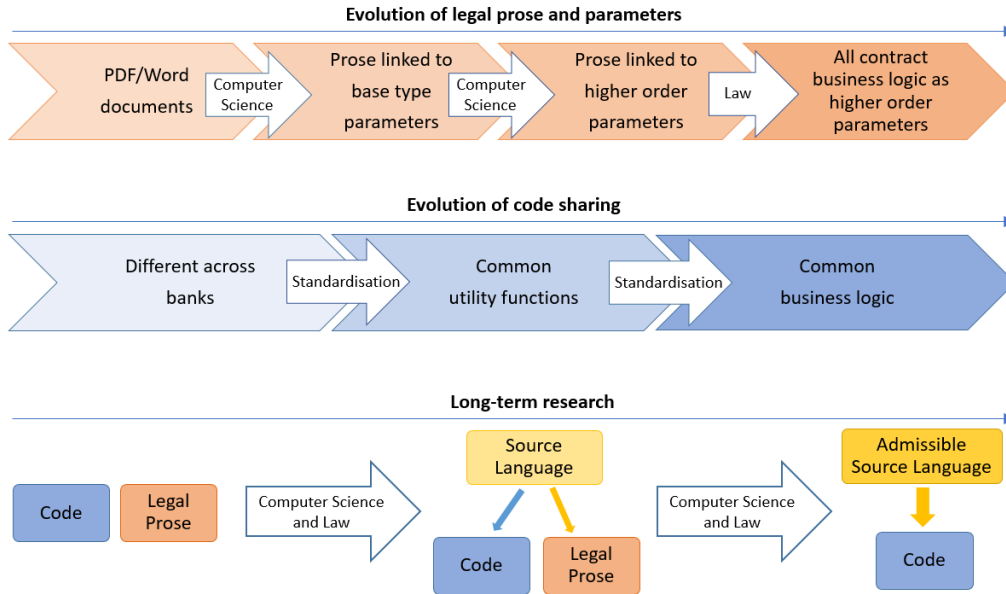 Evolution of legal prose and parameters
PDF/Word
documents
Computer
Science
Prose linked to
base type
parameters
Computer
Science
Prose linked to
higher order
parameters
Law
All contract
business logic as
higher order
parameters
Evolution of code sharing
Different across
banks
Standardisation
Common
utility functions
Standardisation
Common
business logic
Long-term research
Code
Legal
Prose
Computer Science
and Law
Source
Language
Code
Legal
Prose
Computer Science
and Law
Admissible
Source Language
Code